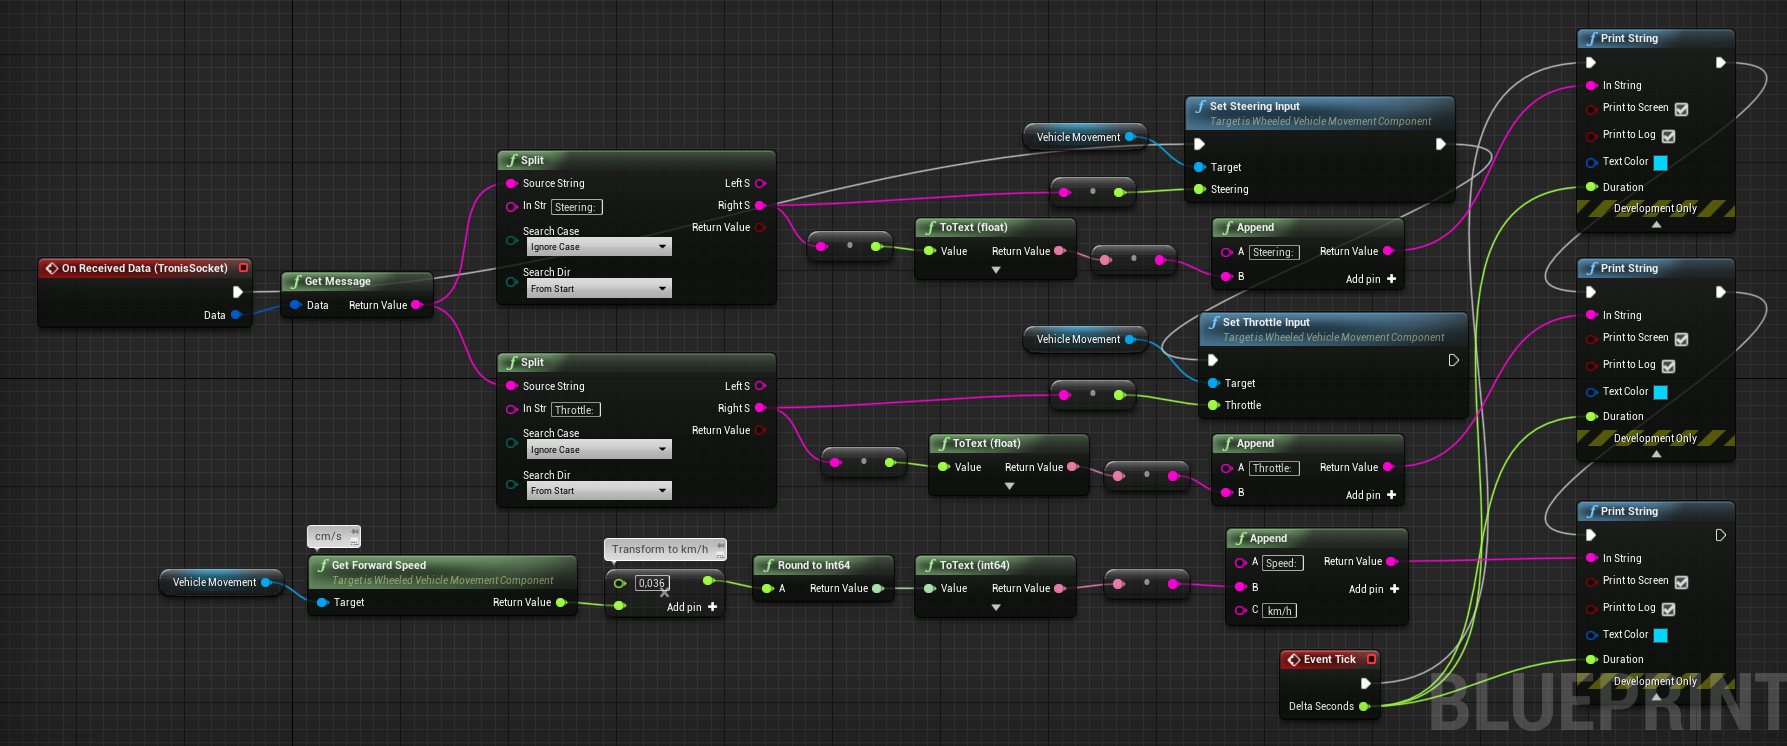 On Received Data (TronisSocket)
Data
Get Message
Data
Return Value
Split
Source String
In Str
Steering:
Search Case
Ignore Case
Search Dir
From Start
Left S
Right S
Return Value
Split
Source String
In Str
Throttle:
Search Case
Ignore Case
Search Dir
From Start
Left S
Right S
Return Value
Vehicle Movement
Set Steering Input
Target is Wheeled Vehicle Movement Component
Target
Steering
ToText (float)
Value
Return Value
Append
A
Steering:
B
Return Value
Add pin
Vehicle Movement
Set Throttle Input
Target is Wheeled Vehicle Movement Component
Target
Throttle
ToText (float)
Value
Return Value
Append
A
Throttle:
B
Return Value
Add pin
Vehicle Movement
cm/s
Get Forward Speed
Target is Wheeled Vehicle Movement Component
Target
Return Value
Transform to km/h
0,036
Add pin
Round to Int64
A
Return Value
ToText (int64)
Value
Return Value
Append
A
Speed:
B
C
km/h
Return Value
Add pin
Event Tick
Delta Seconds
Print String
In String
Print to Screen
Print to Log
Text Color
Duration
Development Only
Print String
In String
Print to Screen
Print to Log
Text Color
Duration
Development Only
Print String
In String
Print to Screen
Print to Log
Text Color
Duration
Development Only
BLUEPRINT